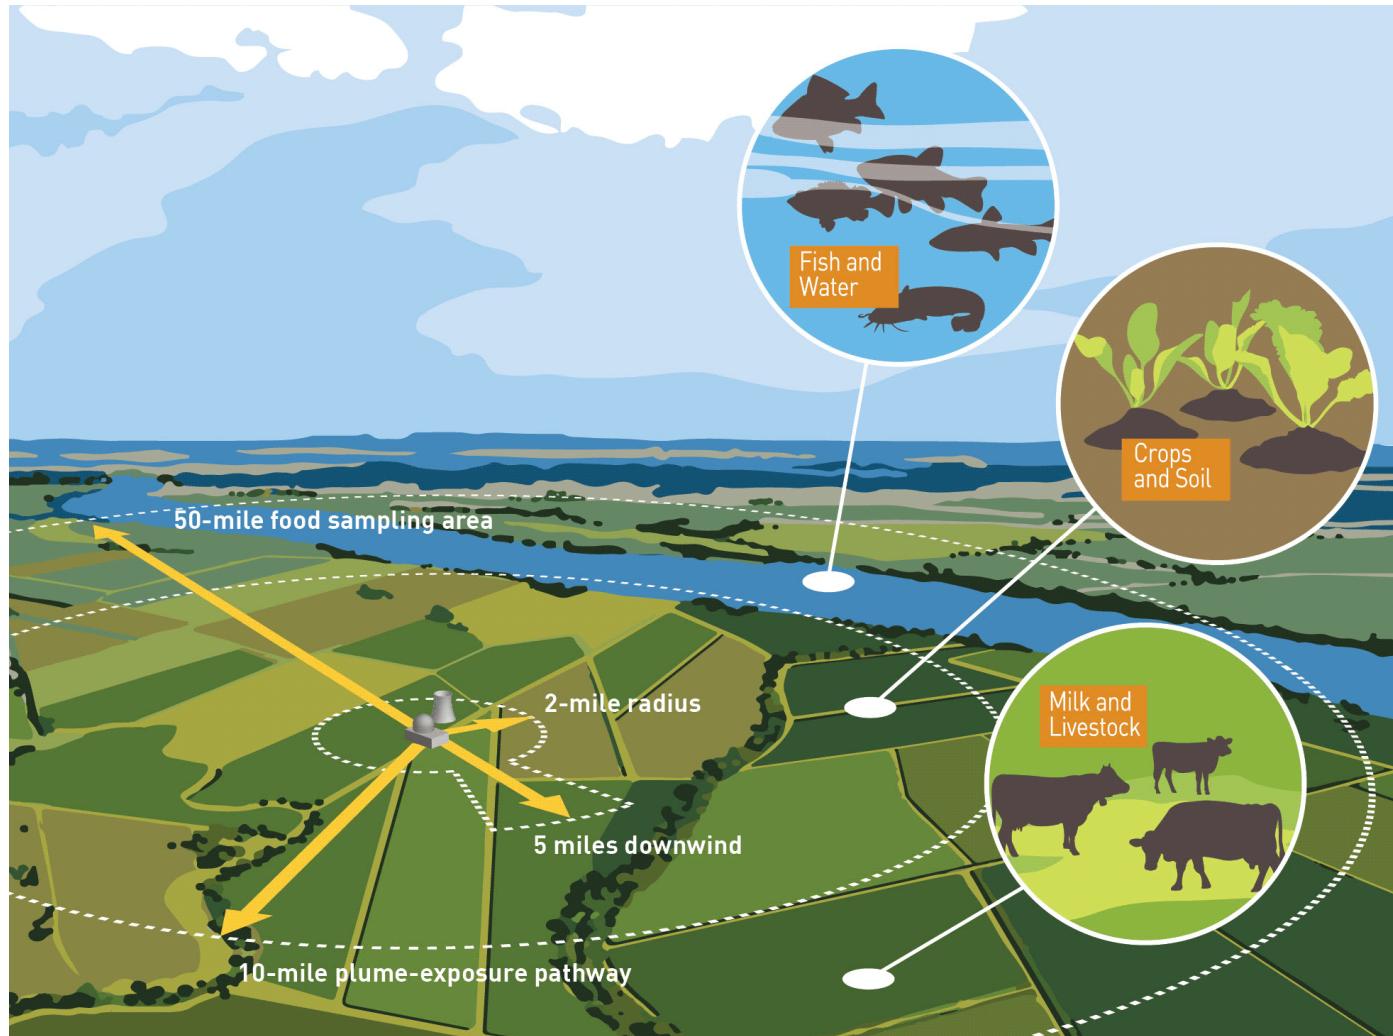 Fish and
Water
Crops
and Soil
50-mile food sampling area
2-mile radius
Milk and
Livestock
5 miles downwind
10-mile plume-exposure pathway